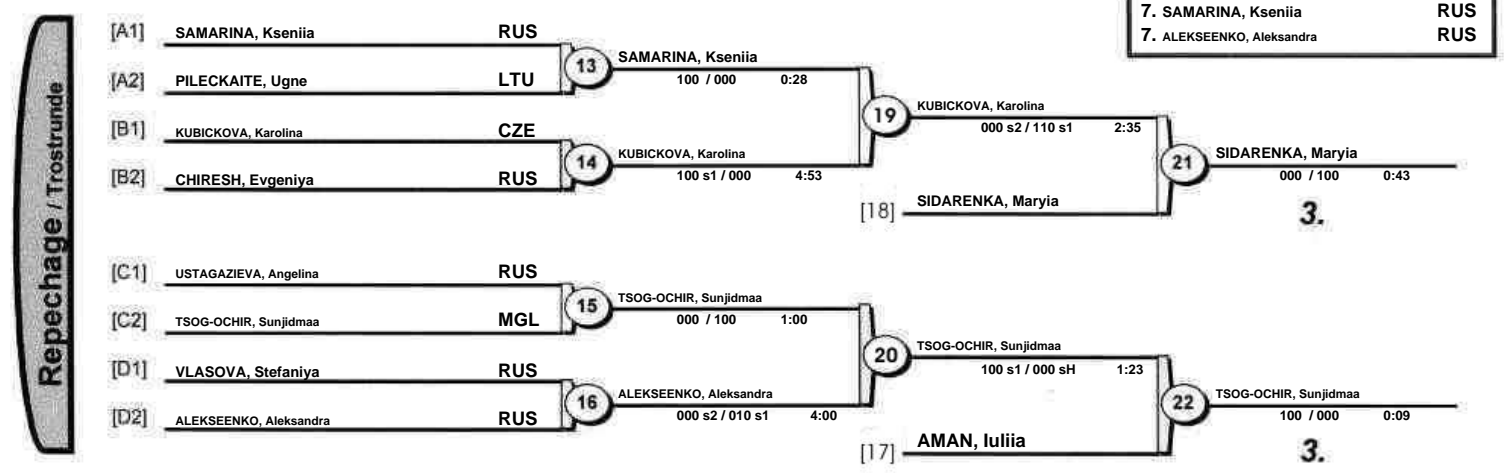 7. SAMARINA, Kseniia RUS
7. ALEKSEENKO, Aleksandra RUS
Repechage / Trostrunde
[A1] SAMARINA, Kseniia RUS
[A2] PILECKAITE, Ugne LTU
13
SAMARINA, Kseniia
100 / 000 0:28
[B1] KUBICKOVA, Karolina CZE
[B2] CHIRESH, Evgeniya RUS
14
KUBICKOVA, Karolina
100 s1 / 000 4:53
19
KUBICKOVA, Karolina
000 s2 / 110 s1 2:35
[18] SIDARENKA, Maryia
21
SIDARENKA, Maryia
000 / 100 0:43
3.
[C1] USTAGAZIEVA, Angelina RUS
[C2] TSOG-OCHIR, Sunjidmaa MGL
15
TSOG-OCHIR, Sunjidmaa
000 / 100 1:00
[D1] VLASOVA, Stefaniya RUS
[D2] ALEKSEENKO, Aleksandra RUS
16
ALEKSEENKO, Aleksandra
000 s2 / 010 s1 4:00
20
TSOG-OCHIR, Sunjidmaa
100 s1 / 000 sH 1:23
[17] AMAN, Iuliia
22
TSOG-OCHIR, Sunjidmaa
100 / 000 0:09
3.